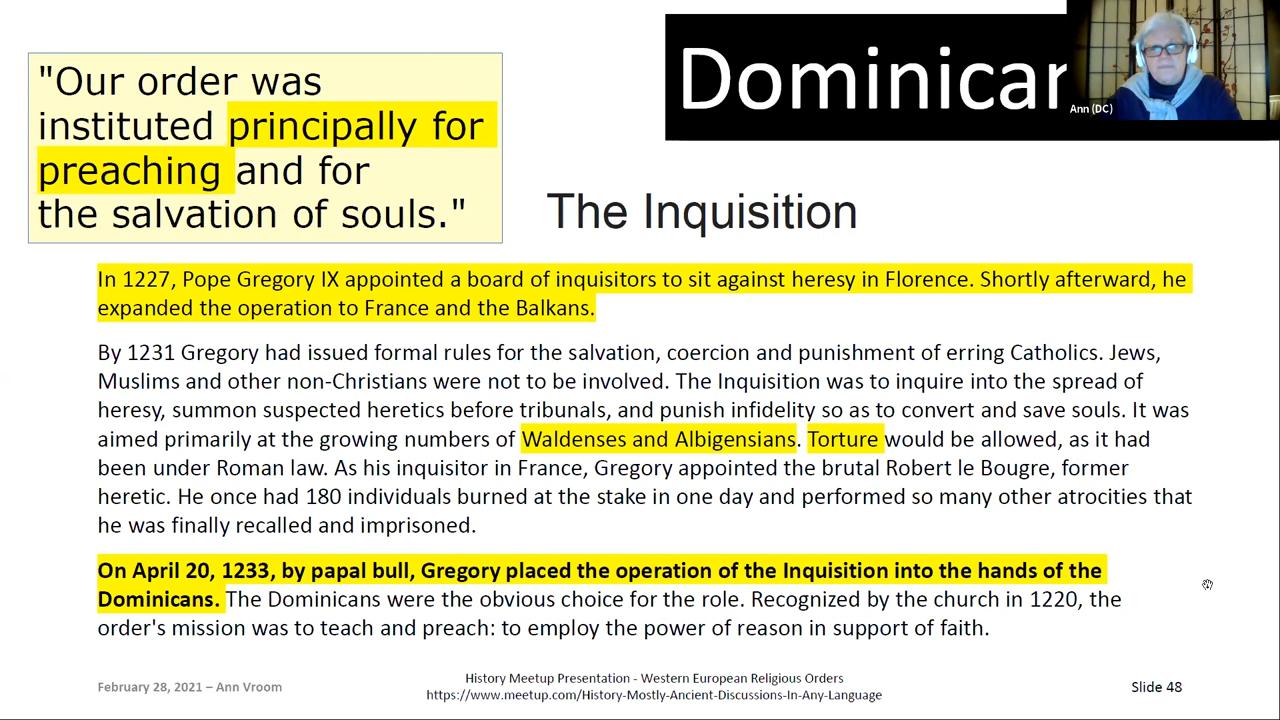 "Our order was
instituted principally for
preaching and for
the salvation of souls."
Dominican
Ann (DC)
The Inquisition
In 1227, Pope Gregory IX appointed a board of inquisitors to sit against heresy in Florence. Shortly afterward, he
expanded the operation to France and the Balkans.
By 1231 Gregory had issued formal rules for the salvation, coercion and punishment of erring Catholics. Jews,
Muslims and other non-Christians were not to be involved. The Inquisition was to inquire into the spread of
heresy, summon suspected heretics before tribunals, and punish infidelity so as to convert and save souls. It was
aimed primarily at the growing numbers of Waldenses and Albigensians. Torture would be allowed, as it had
been under Roman law. As his inquisitor in France, Gregory appointed the brutal Robert le Bougre, former
heretic. He once had 180 individuals burned at the stake in one day and performed so many other atrocities that
he was finally recalled and imprisoned.
On April 20, 1233, by papal bull, Gregory placed the operation of the Inquisition into the hands of the
Dominicans. The Dominicans were the obvious choice for the role. Recognized by the church in 1220, the
order's mission was to teach and preach: to employ the power of reason in support of faith.
February 28, 2021 – Ann Vroom
History Meetup Presentation - Western European Religious Orders
https://www.meetup.com/History-Mostly-Ancient-Discussions-In-Any-Language
Slide 48